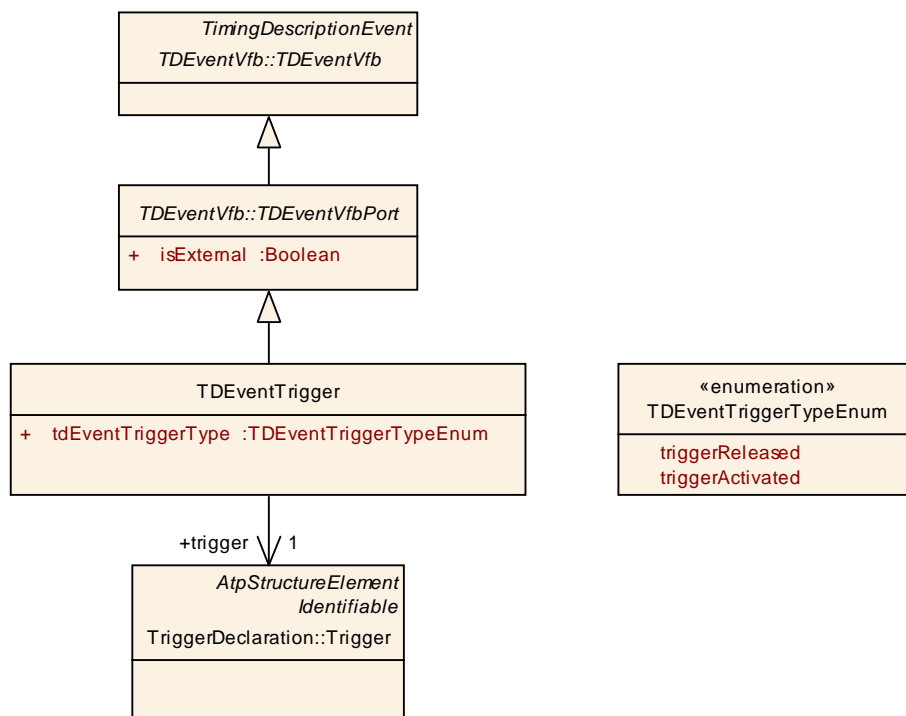 TimingDescriptionEvent
TDEventVfb::TDEventVfb
TDEventVfb::TDEventVfbPort
+ isExternal :Boolean
TDEventTrigger
+ tdEventTriggerType :TDEventTriggerTypeEnum
«enumeration»
TDEventTriggerTypeEnum
triggerReleased
triggerActivated
+trigger 1
AtpStructureElement
Identifiable
TriggerDeclaration::Trigger